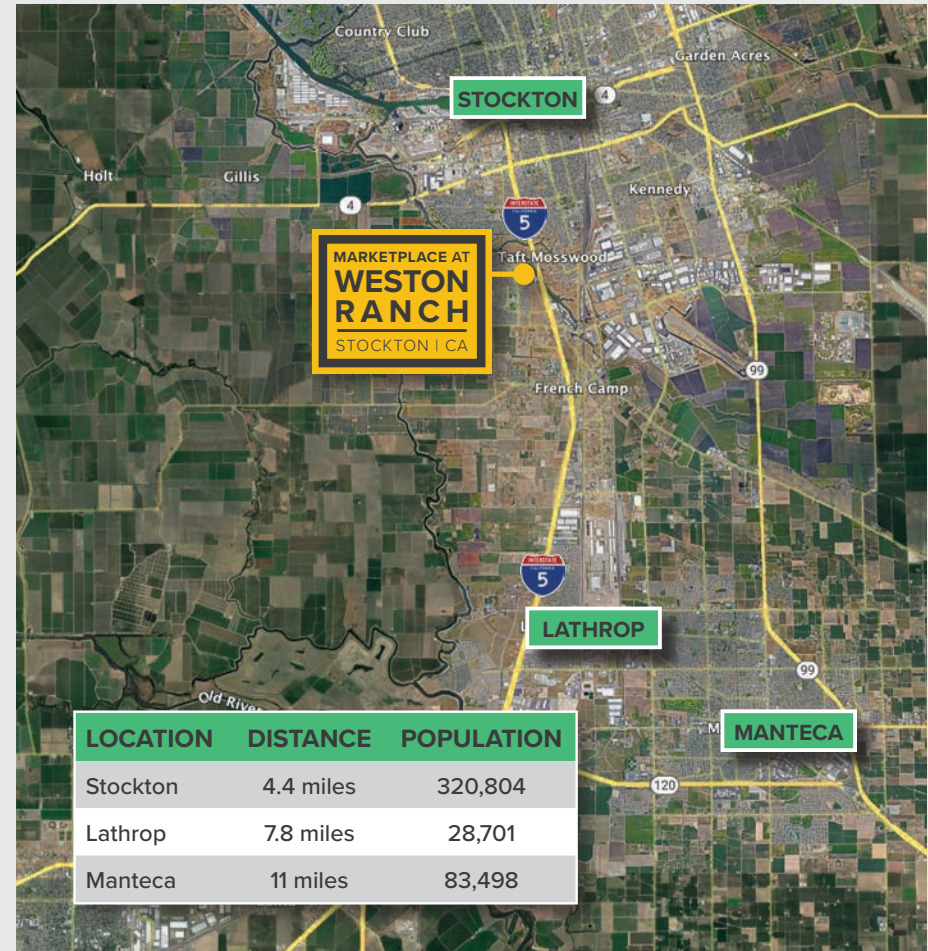 Country Club
Garden Acres
STOCKTON
4
Holt
Gillis
Kennedy
4
INTERSTATE
CALIFORNIA
5
Taft Mosswood
MARKETPLACE AT
WESTON
RANCH
STOCKTON | CA
99
French Camp
INTERSTATE
CALIFORNIA
5
LATHROP
99
Old River
MANTECA
LOCATION DISTANCE POPULATION
120
Stockton 4.4 miles 320,804
Lathrop 7.8 miles 28,701
Manteca 11 miles 83,498